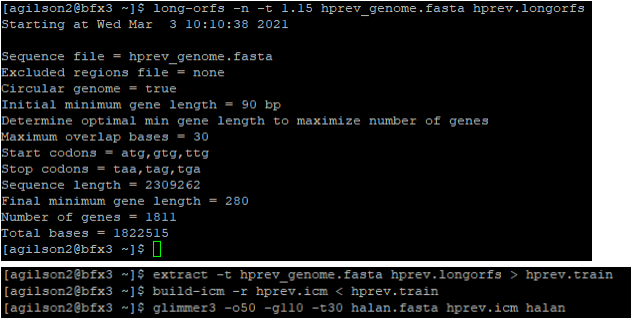 [agilson2@bfx3 ~]$ long-orfs -n -t 1.15 hprev_genome.fasta hprev.longorfs
Starting at Wed Mar  3 10:10:38 2021

Sequence file = hprev_genome.fasta
Excluded regions file = none
Circular genome = true
Initial minimum gene length = 90 bp
Determine optimal min gene length to maximize number of genes
Maximum overlap bases = 30
Start codons = atg,gtg,ttg
Stop codons = taa,tag,tga
Sequence length = 2309262
Final minimum gene length = 280
Number of genes = 1811
Total bases = 1822515
[agilson2@bfx3 ~]$
[agilson2@bfx3 ~]$ extract -t hprev_genome.fasta hprev.longorfs > hprev.train
[agilson2@bfx3 ~]$ build-icm -r hprev.icm < hprev.train
[agilson2@bfx3 ~]$ glimmer3 -o50 -g110 -t30 halan.fasta hprev.icm halan